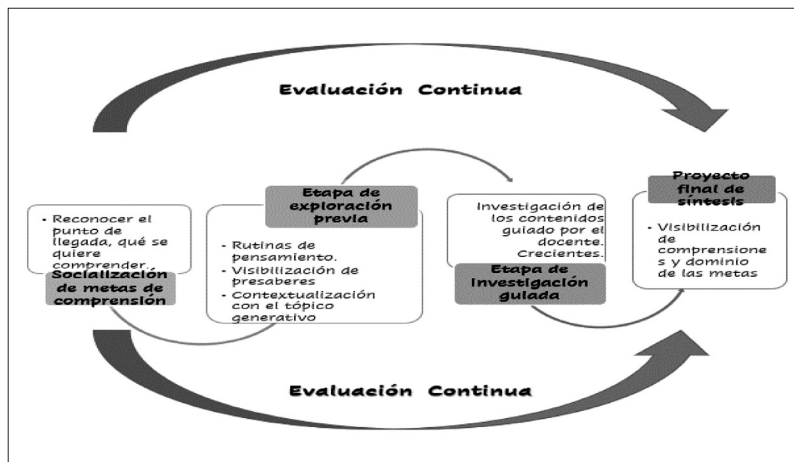 Evaluación Continua
• Reconocer el
punto de
llegada, qué se
quiere
comprender.
Socialización
de metas de
comprensión
Etapa de
exploración
previa
• Rutinas de
pensamiento.
• Visibilización de
presaberes
• Contextualización
con el tópico
generativo
Investigación de
los contenidos
guiado por el
docente.
Crecientes.
Etapa de
investigación
guiada
Proyecto
final de
síntesis
• Visibilización
de
comprensione
s y dominio
de las metas
Evaluación Continua